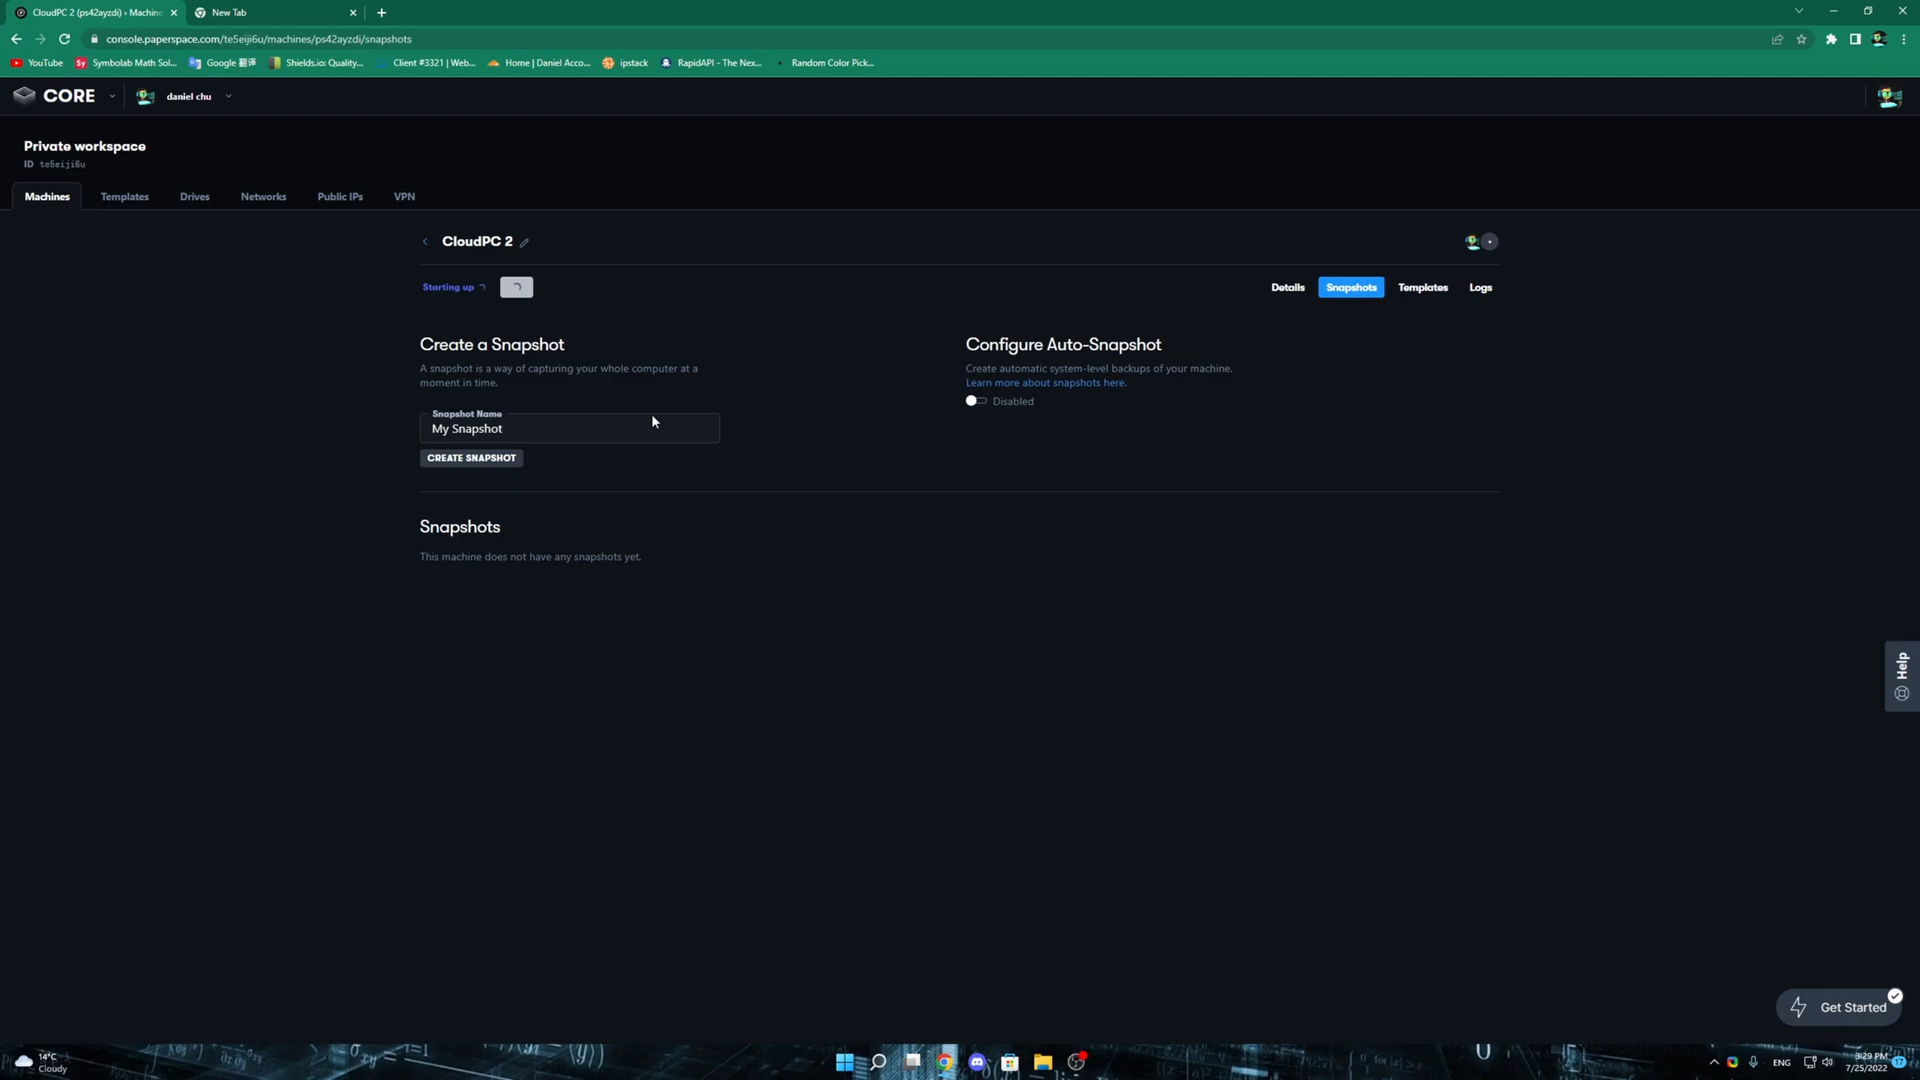 CloudPC 2 (ps42ayzdi) › Machine
New Tab
console.paperspace.com/te5eiji6u/machines/ps42ayzdi/snapshots
YouTube
Symbolab Math Sol...
Google 翻譯
Shields.io: Quality...
Client #3321 | Web...
Home | Daniel Acco...
ipstack
RapidAPI - The Nex...
Random Color Pick...
CORE
daniel chu
Private workspace
ID te5eiji6u
Machines
Templates
Drives
Networks
Public IPs
VPN
CloudPC 2
Starting up
Details
Snapshots
Templates
Logs
Create a Snapshot
A snapshot is a way of capturing your whole computer at a
moment in time.
Snapshot Name
My Snapshot
CREATE SNAPSHOT
Configure Auto-Snapshot
Create automatic system-level backups of your machine.
Learn more about snapshots here.
Disabled
Snapshots
This machine does not have any snapshots yet.
Help
Get Started
14°C
Cloudy
ENG
3:29 PM
7/25/2022
17